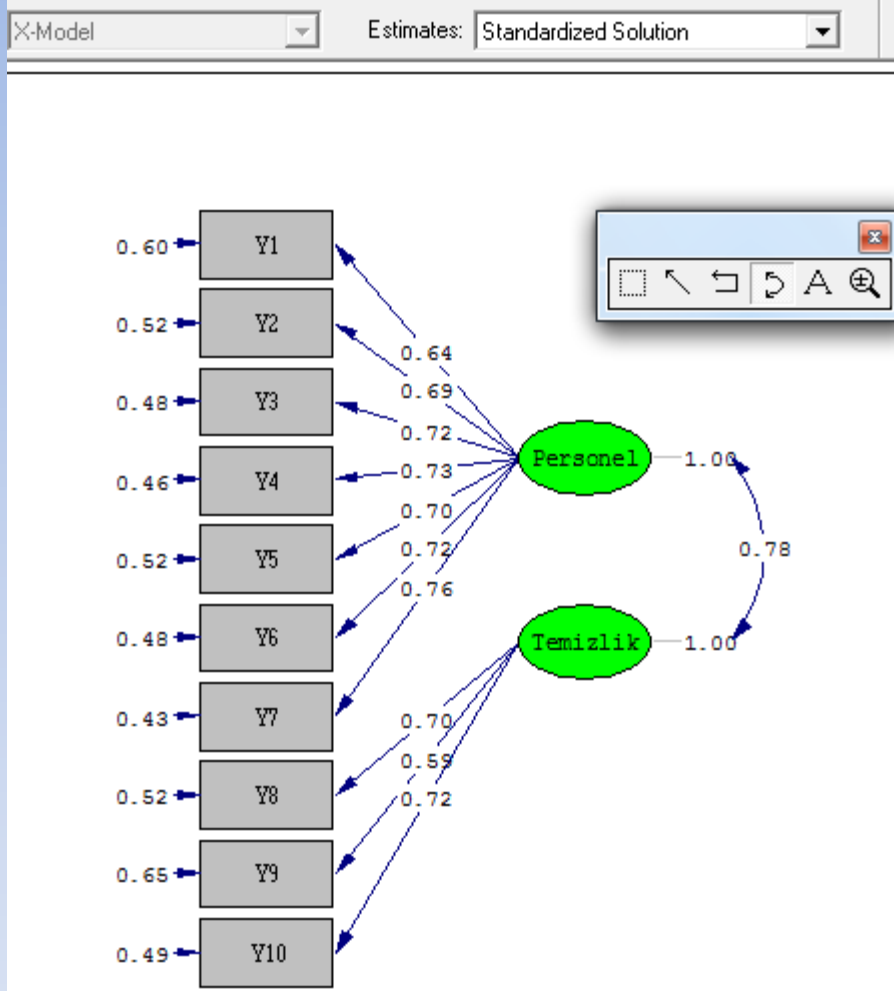 X-Model Estimates: Standardized Solution
0.60 Y1
0.52 Y2
0.64
0.69
0.48 Y3
0.72
Personel 1.00
0.46 Y4
0.73
0.70
0.52 Y5
0.72
0.78
0.76
0.48 Y6
Temizlik 1.00
0.43 Y7
0.70
0.59
0.52 Y8
0.72
0.65 Y9
0.49 Y10
A